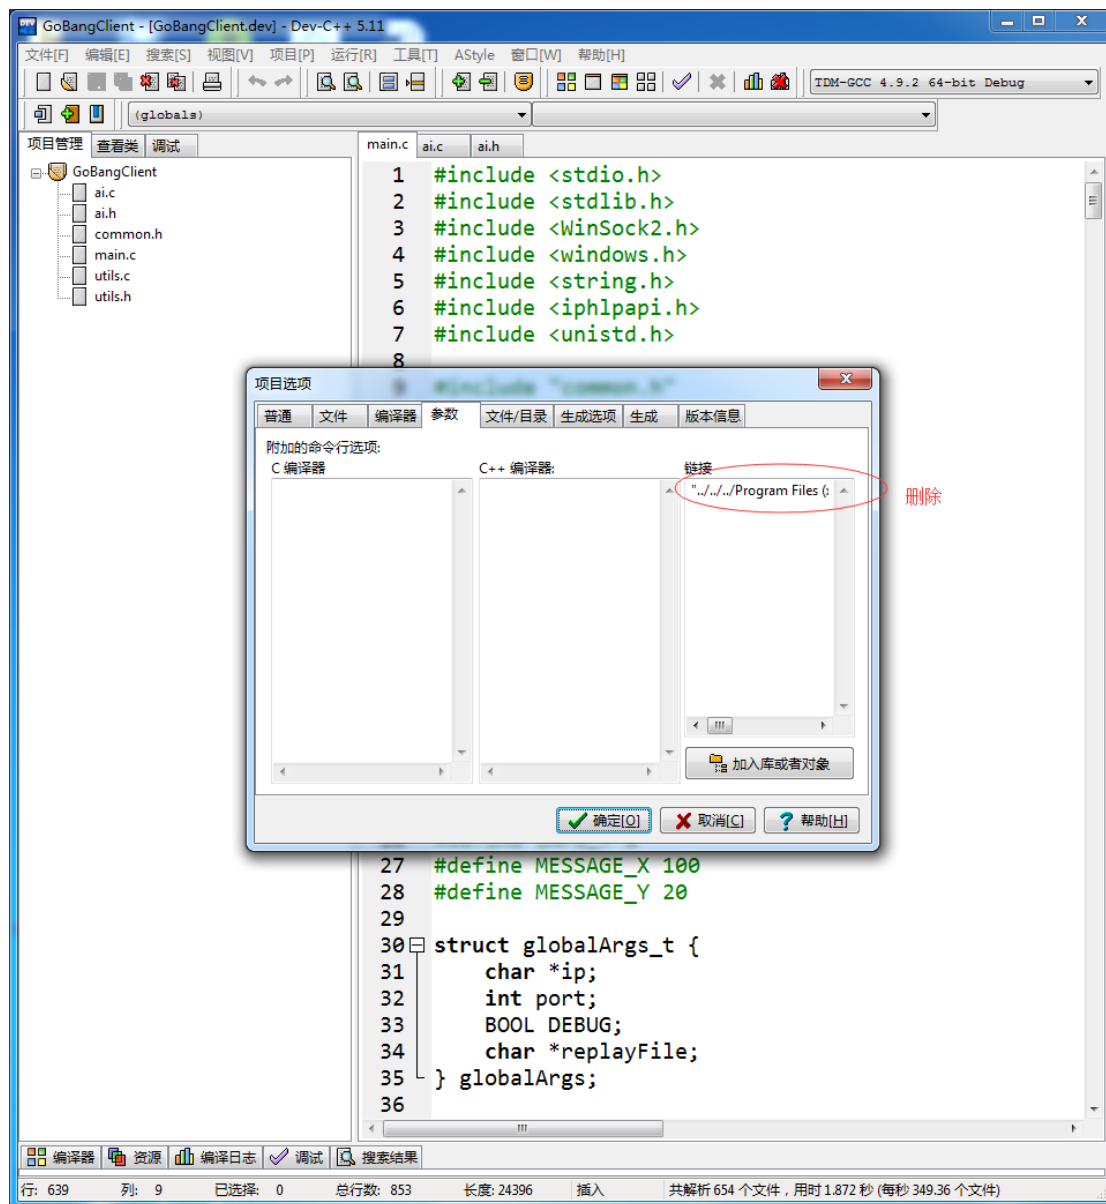 GoBangClient - [GoBangClient.dev] - Dev-C++ 5.11
文件[F] 编辑[E] 搜索[S] 视图[V] 项目[P] 运行[R] 工具[T] AStyle 窗口[W] 帮助[H]
TDM-GCC 4.9.2 64-bit Debug
(globals)
项目管理 查看类 调试
main.c ai.c ai.h
GoBangClient
ai.c
ai.h
common.h
main.c
utils.c
utils.h
1 #include <stdio.h>
2 #include <stdlib.h>
3 #include <WinSock2.h>
4 #include <windows.h>
5 #include <string.h>
6 #include <iphlpapi.h>
7 #include <unistd.h>
8
9 #include "common.h"
项目选项
普通 文件 编译器 参数 文件/目录 生成选项 生成 版本信息
附加的命令行选项:
C 编译器 C++ 编译器: 链接
"../../../Program Files (
删除
加入库或者对象
确定[O] 取消[C] 帮助[H]
27 #define MESSAGE_X 100
28 #define MESSAGE_Y 20
29
30 struct globalArgs_t {
31 char *ip;
32 int port;
33 BOOL DEBUG;
34 char *replayFile;
35 } globalArgs;
36
编译器 资源 编译日志 调试 搜索结果
行: 639 列: 9 已选择: 0 总行数: 853 长度: 24396 插入 共解析 654 个文件，用时 1.872 秒 (每秒 349.36 个文件)